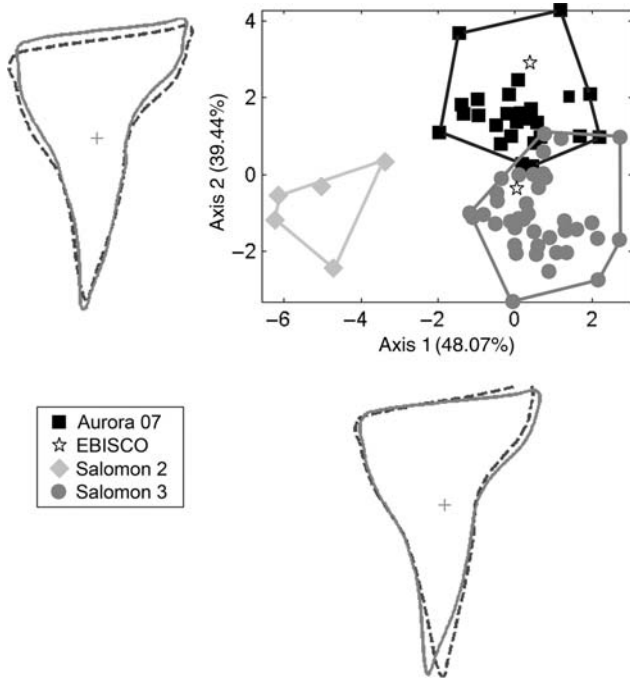 4
2
0
−2
Axis 2 (39.44%)
−6 −4 −2 0 2
Axis 1 (48.07%)
Aurora 07
EBISCO
Salomon 2
Salomon 3